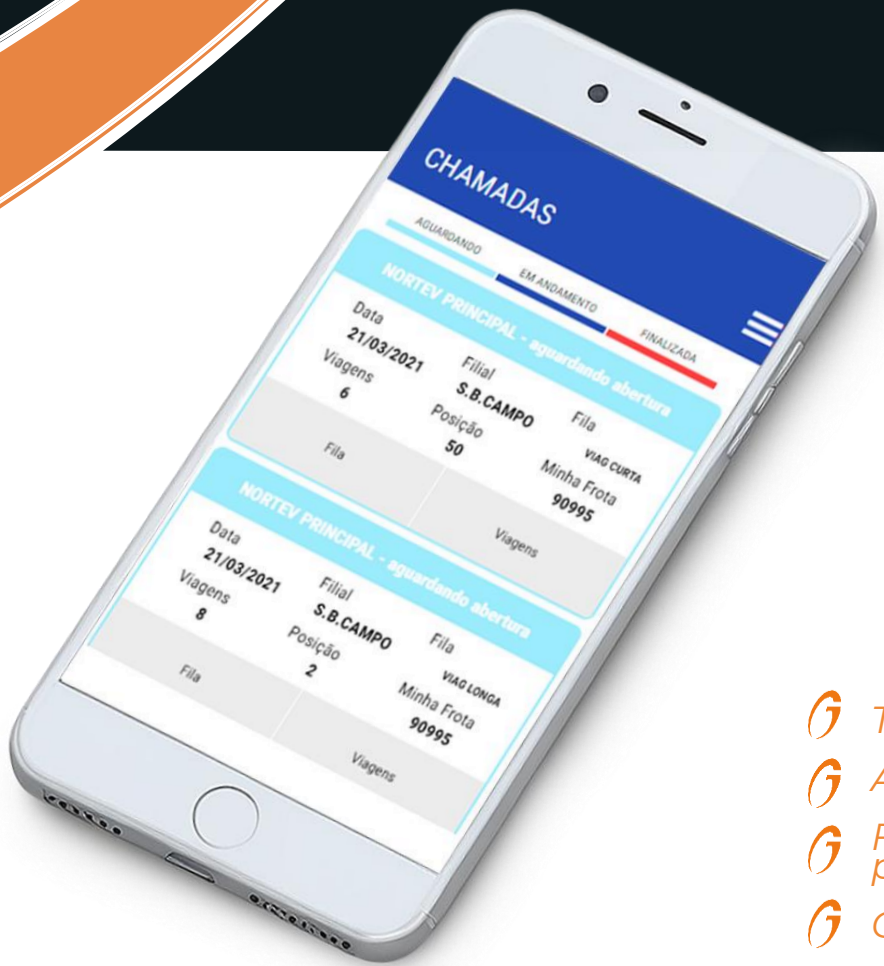 CHAMADAS
AGUARDANDO EM ANDAMENTO FINALIZADA
NORTEV PRINCIPAL - aguardando abertura
Data Filial Fila
21/03/2021 S.B.CAMPO VIAG CURTA
Viagens Posição Minha Frota
6 50 90995
Fila Viagens
NORTEV PRINCIPAL - aguardando abertura
Data Filial Fila
21/03/2021 S.B.CAMPO VIAG LONGA
Viagens Posição Minha Frota
8 2 90995
Fila Viagens